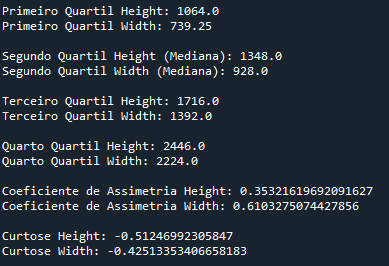 Primeiro Quartil Height: 1064.0
Primeiro Quartil Width: 739.25
Segundo Quartil Height (Mediana): 1348.0
Segundo Quartil Width (Mediana): 928.0
Terceiro Quartil Height: 1716.0
Terceiro Quartil Width: 1392.0
Quarto Quartil Height: 2446.0
Quarto Quartil Width: 2224.0
Coeficiente de Assimetria Height: 0.35321619692091627
Coeficiente de Assimetria Width: 0.6103275074427856
Curtose Height: -0.51246992305847
Curtose Width: -0.42513353406658183